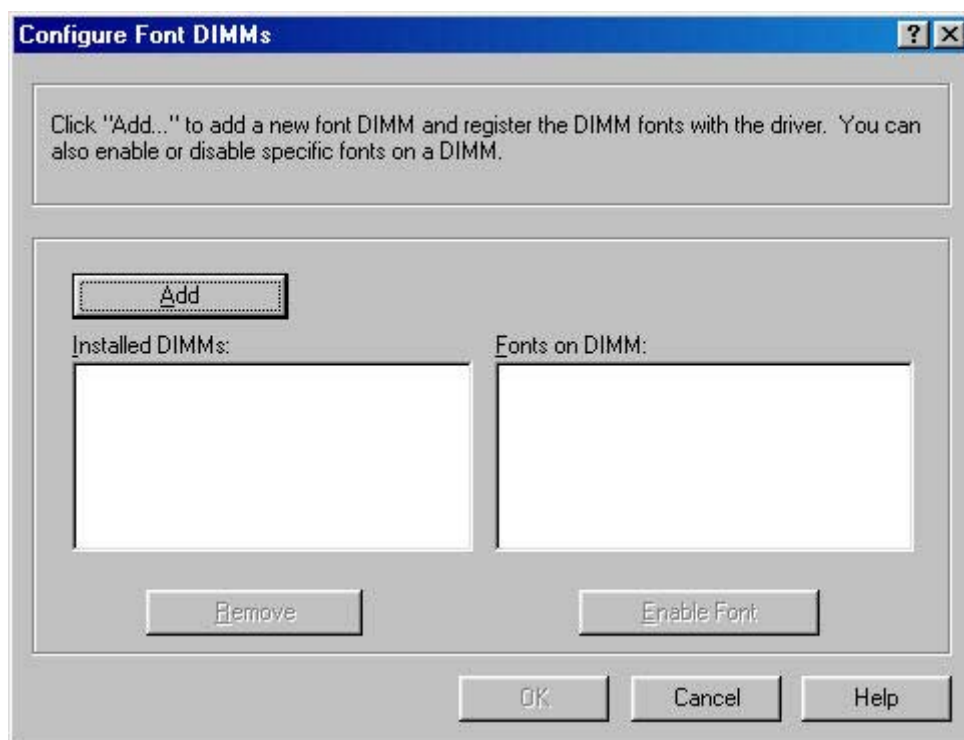 Configure Font DIMMs
Click "Add..." to add a new font DIMM and register the DIMM fonts with the driver. You can
also enable or disable specific fonts on a DIMM.
Add
Installed DIMMs:
Fonts on DIMM:
Remove
Enable Font
OK
Cancel
Help